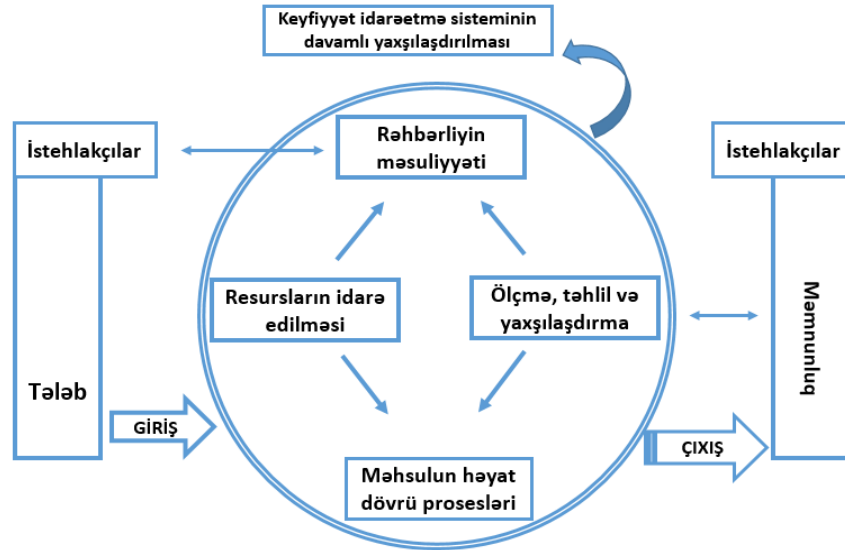 Keyfiyyət idarəetmə sisteminin
davamlı yaxşılaşdırılması
İstehlakçılar
Rəhbərliyin
məsuliyyəti
İstehlakçılar
Resursların idarə
edilməsi
Ölçmə, təhlil və
yaxşılaşdırma
Məmnunluq
Tələb
GİRİŞ
ÇIXIŞ
Məhsulun həyat
dövrü prosesləri